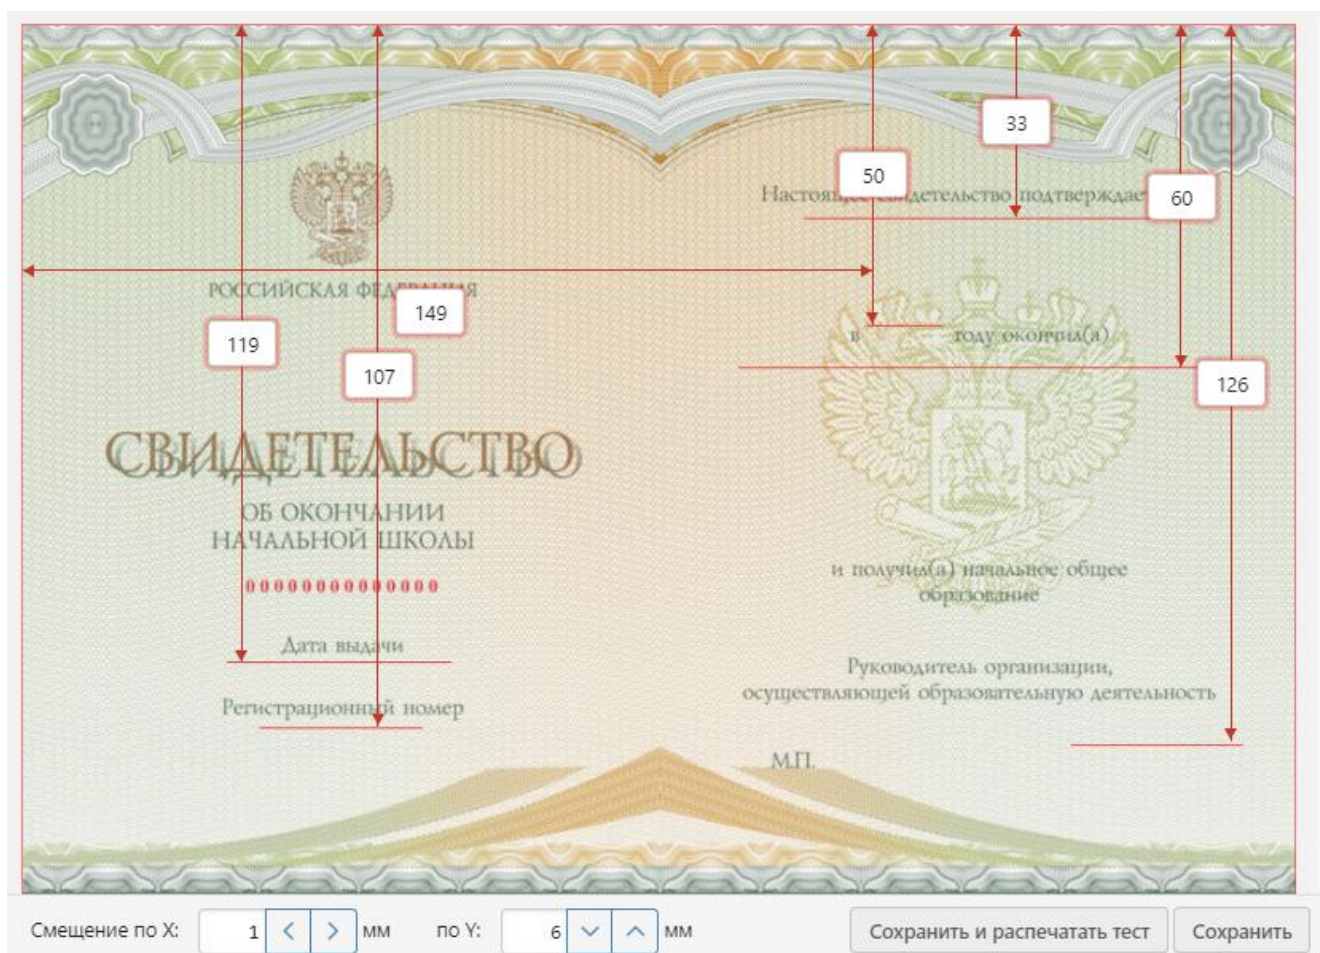 33
50
60
Настоящее свидетельство подтверждает
РОССИЙСКАЯ ФЕДЕРАЦИЯ
149
119
в году окончил(а)
107
126
СВИДЕТЕЛЬСТВО
ОБ ОКОНЧАНИИ
НАЧАЛЬНОЙ ШКОЛЫ
00000000000000
и получил(а) начальное общее
образование
Дата выдачи
Руководитель организации,
осуществляющей образовательную деятельность
Регистрационный номер
М.П.
Смещение по X: 1 мм по Y: 6 мм Сохранить и распечатать тест Сохранить